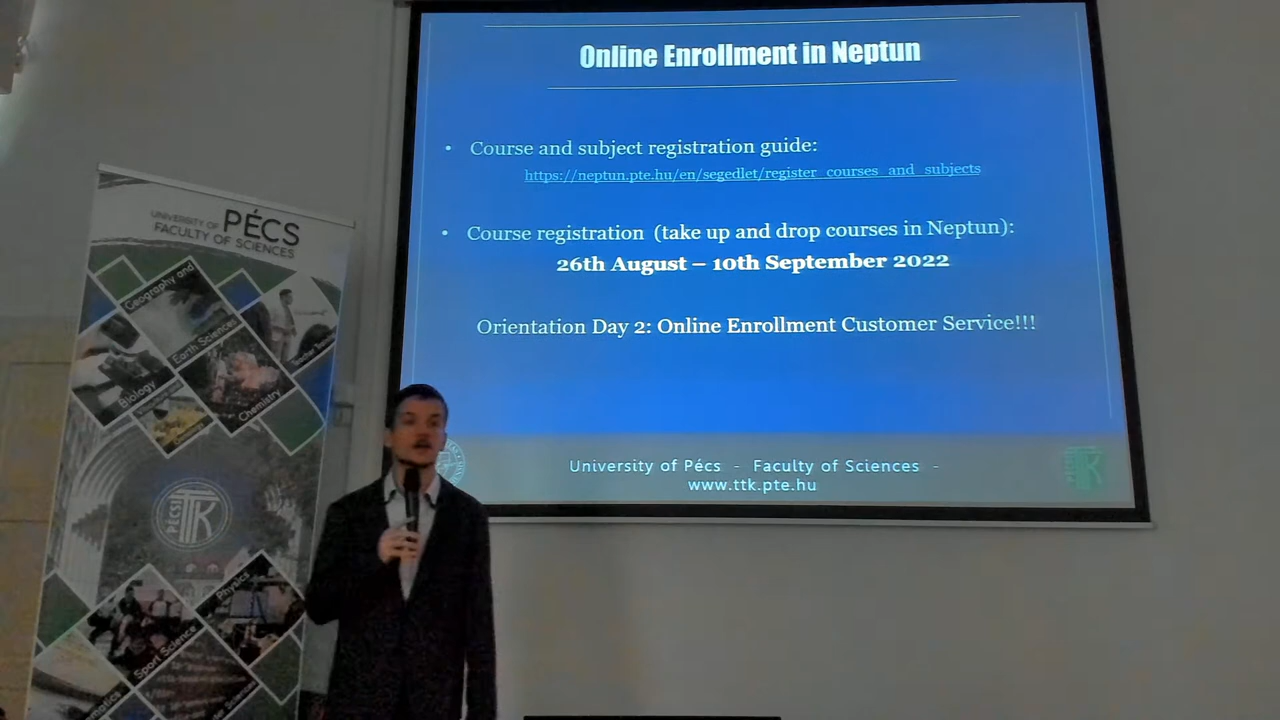 Online Enrollment in Neptun
• Course and subject registration guide:
https://neptun.pte.hu/en/segedlet/register_courses_and_subjects
• Course registration (take up and drop courses in Neptun):
26th August – 10th September 2022
Orientation Day 2: Online Enrollment Customer Service!!!
University of Pécs - Faculty of Sciences -
www.ttk.pte.hu
UNIVERSITY OF PÉCS
FACULTY OF SCIENCES
Geography and
Earth Sciences
Biology
Chemistry
PÉCSI
TTK
Physics
Sport Science